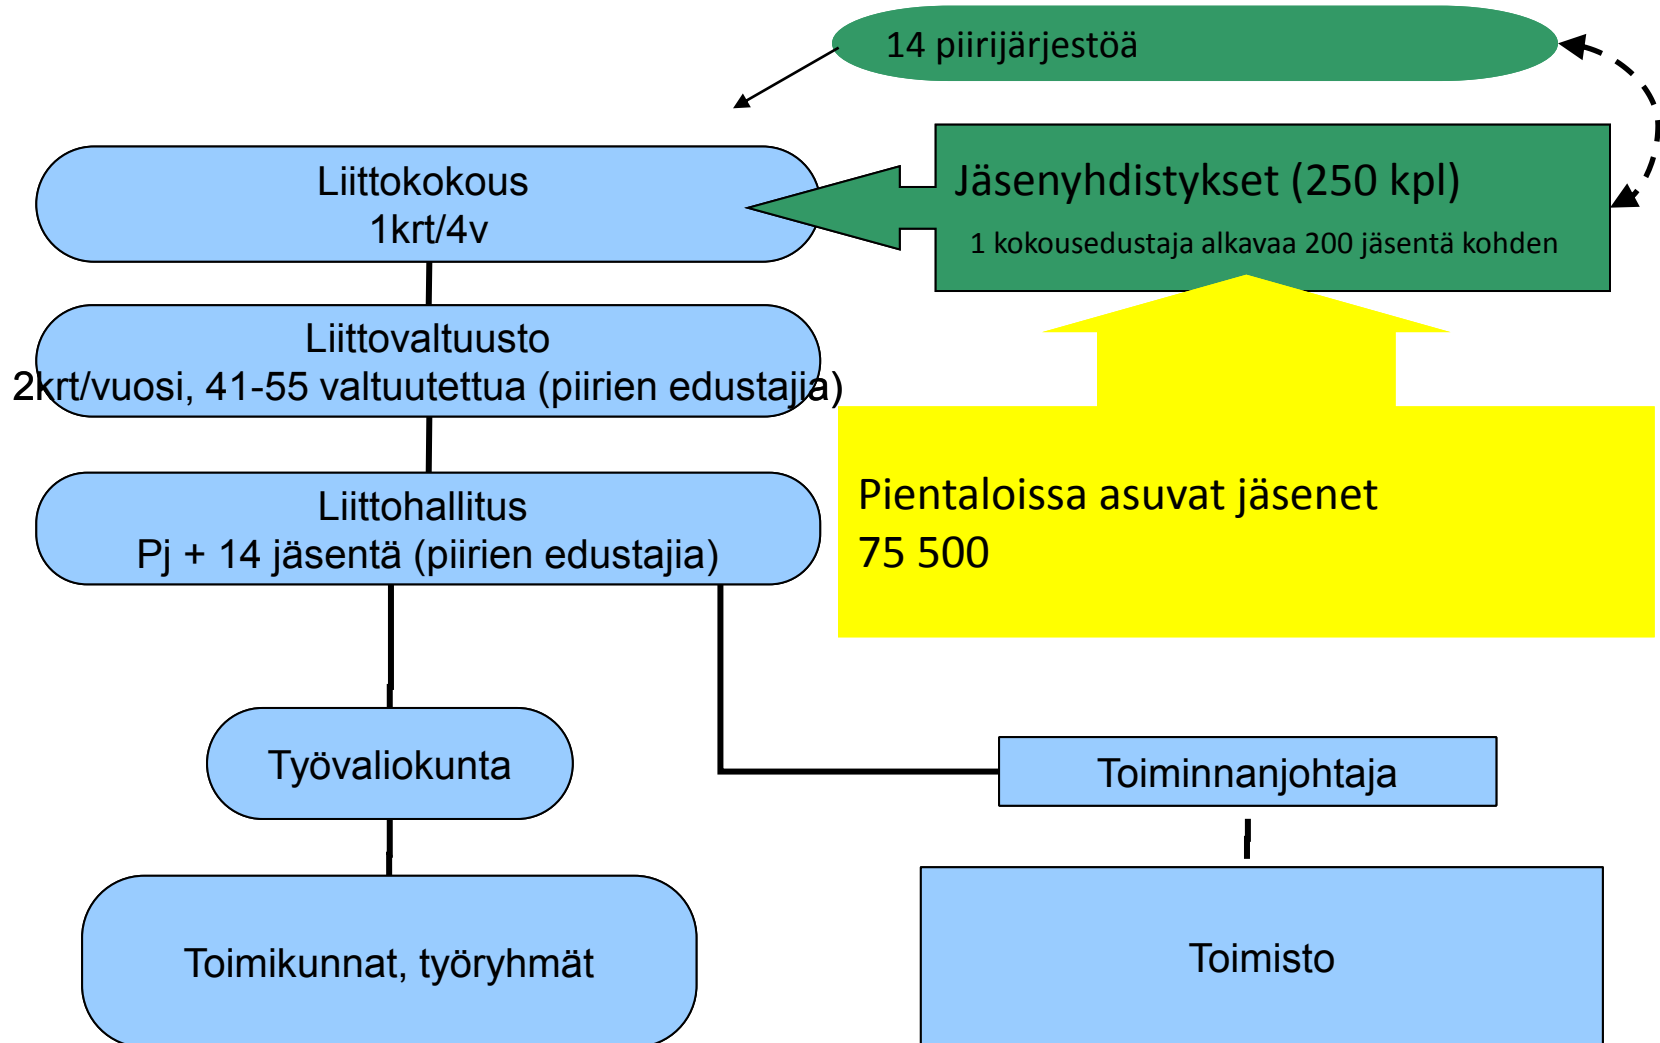 14 piirijärjestöä
Liittokokous
1krt/4v
Jäsenyhdistykset (250 kpl)
1 kokousedustaja alkavaa 200 jäsentä kohden
Liittovaltuusto
2krt/vuosi, 41-55 valtuutettua (piirien edustajia)
Liittohallitus
Pj + 14 jäsentä (piirien edustajia)
Pientaloissa asuvat jäsenet
75 500
Työvaliokunta
Toiminnanjohtaja
Toimikunnat, työryhmät
Toimisto